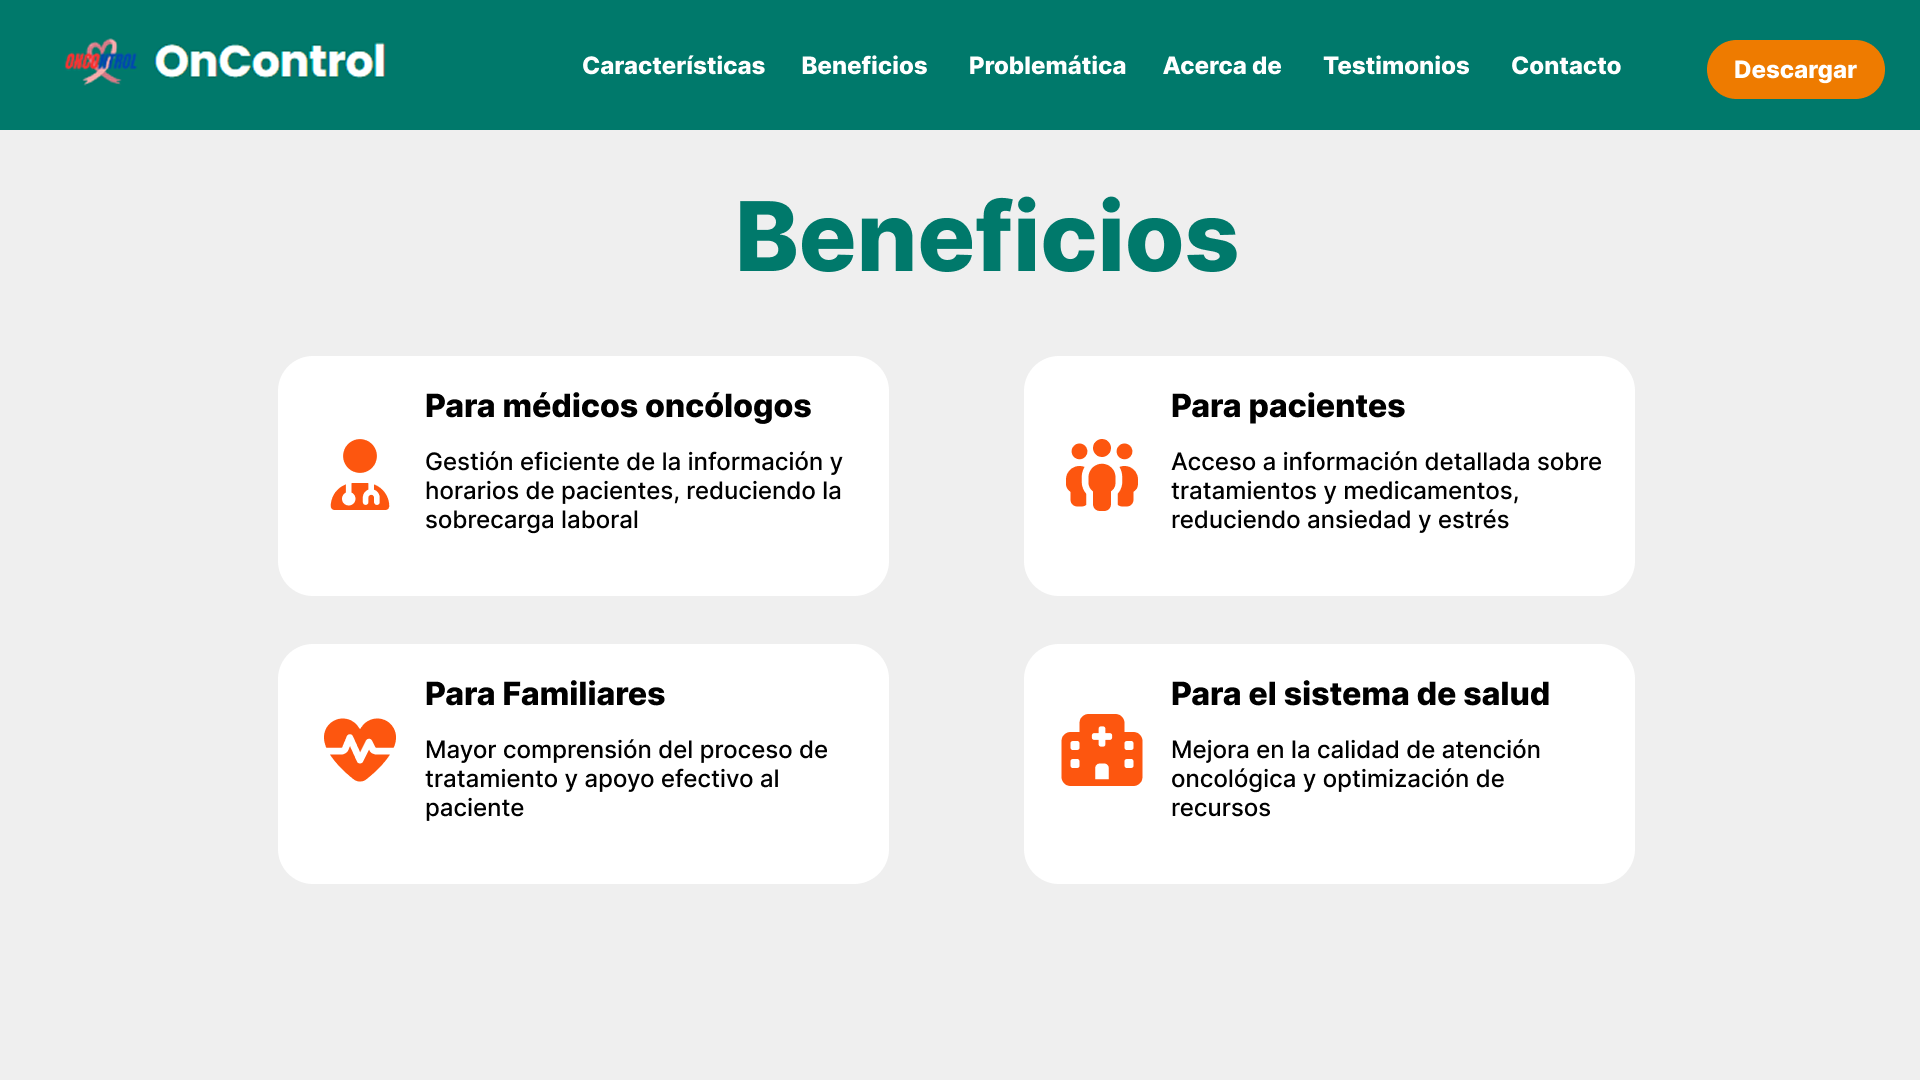 ONCONTROL
OnControl
Características
Beneficios
Problemática
Acerca de
Testimonios
Contacto
Descargar
Beneficios
Para médicos oncólogos
Gestión eficiente de la información y
horarios de pacientes, reduciendo la
sobrecarga laboral
Para pacientes
Acceso a información detallada sobre
tratamientos y medicamentos,
reduciendo ansiedad y estrés
Para Familiares
Mayor comprensión del proceso de
tratamiento y apoyo efectivo al
paciente
Para el sistema de salud
Mejora en la calidad de atención
oncológica y optimización de
recursos